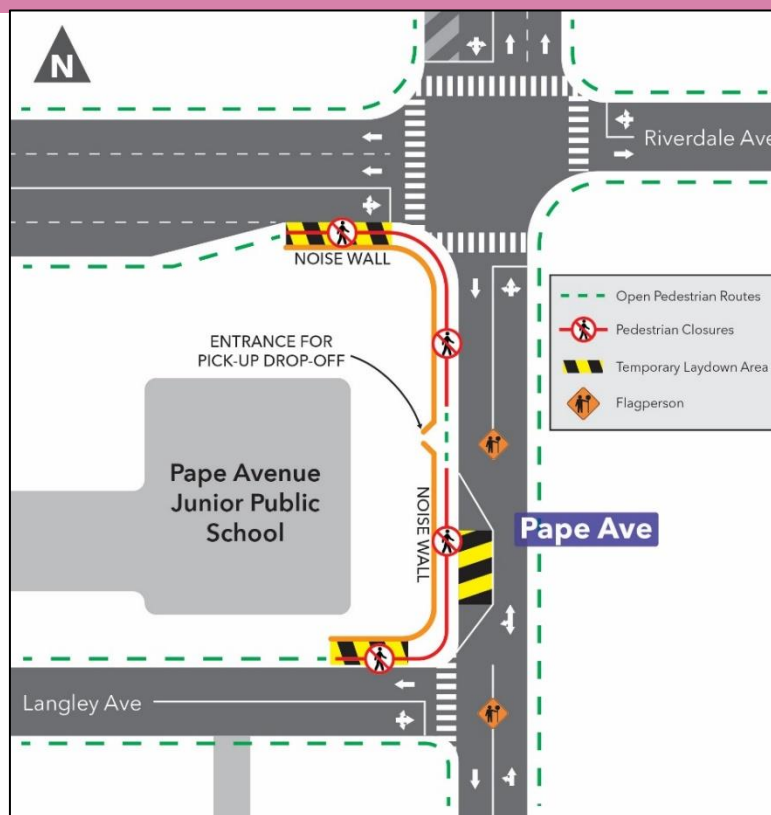 N
Riverdale Ave
NOISE WALL
ENTRANCE FOR
PICK-UP DROP-OFF
Open Pedestrian Routes
Pedestrian Closures
Temporary Laydown Area
Flagperson
Pape Avenue
Junior Public
School
NOISE WALL
Pape Ave
Langley Ave